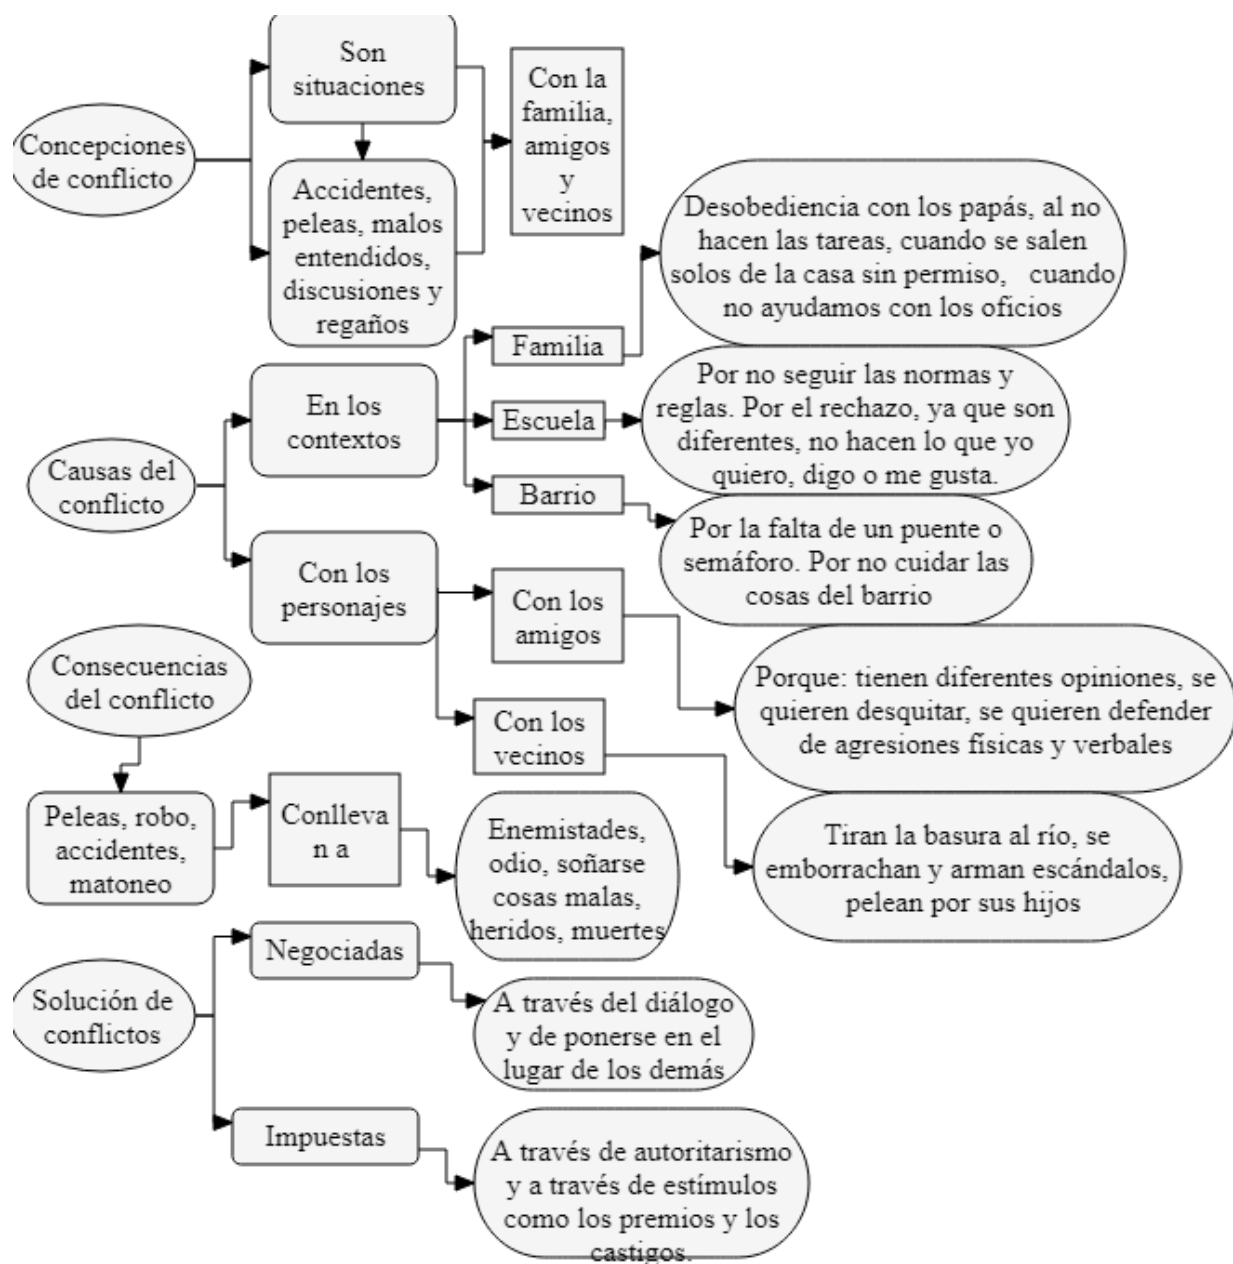 Concepciones
de conflicto
Son
situaciones
Accidentes,
peleas, malos
entendidos,
discusiones y
regaños
Con la
familia,
amigos
y
vecinos
Causas del
conflicto
En los
contextos
Familia
Desobediencia con los papás, al no
hacen las tareas, cuando se salen
solos de la casa sin permiso,   cuando
no ayudamos con los oficios
Escuela
Por no seguir las normas y
reglas. Por el rechazo, ya que son
diferentes, no hacen lo que yo
quiero, digo o me gusta.
Barrio
Por la falta de un puente o
semáforo. Por no cuidar las
cosas del barrio
Con los
personajes
Con los
amigos
Porque: tienen diferentes opiniones, se
quieren desquitar, se quieren defender
de agresiones físicas y verbales
Con los
vecinos
Tiran la basura al río, se
emborrachan y arman escándalos,
pelean por sus hijos
Consecuencias
del conflicto
Peleas, robo,
accidentes,
matoneo
Conlleva
n a
Enemistades,
odio, soñarse
cosas malas,
heridos, muertes
Solución de
conflictos
Negociadas
A través del diálogo
y de ponerse en el
lugar de los demás
Impuestas
A través de autoritarismo
y a través de estímulos
como los premios y los
castigos.